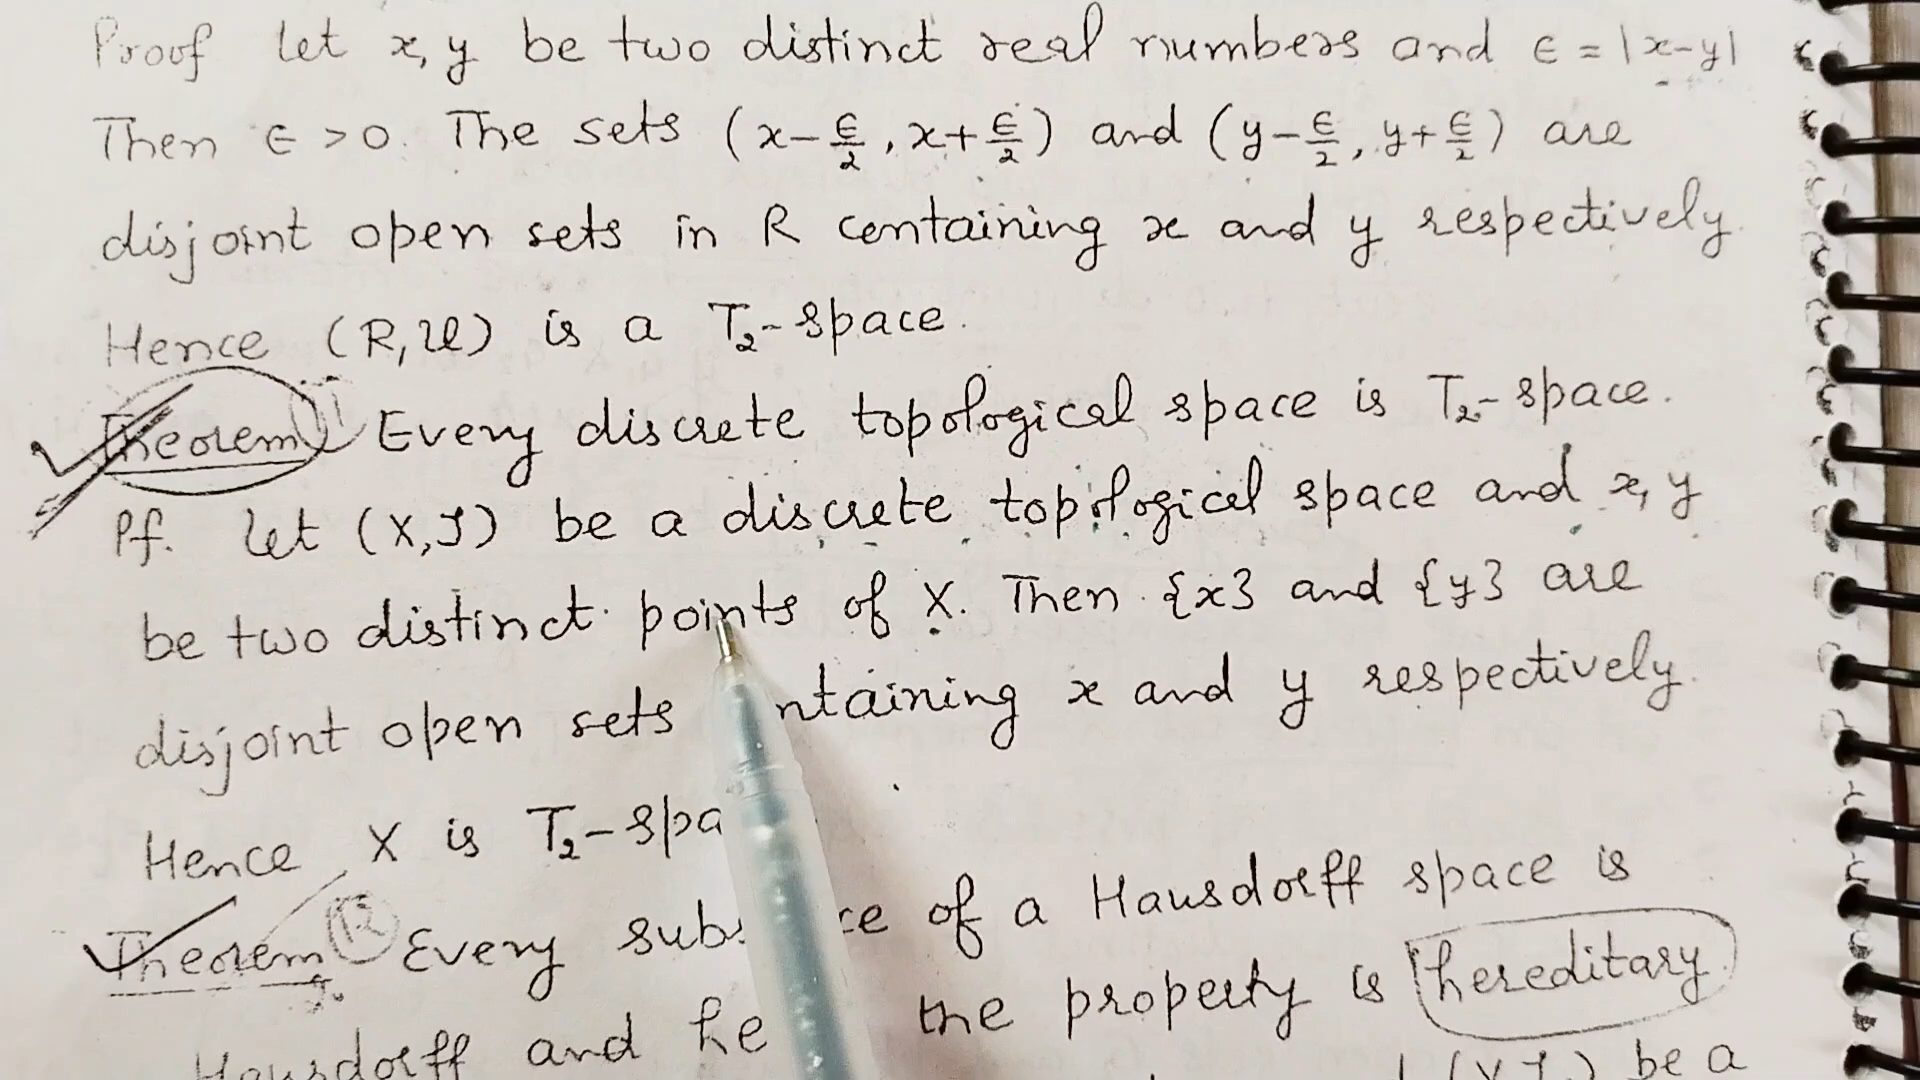 Proof Let x, y be two distinct real numbers and ϵ = |x-y|
Then ϵ > 0. The sets (x-ϵ/2, x+ϵ/2) and (y-ϵ/2, y+ϵ/2) are
disjoint open sets in R containing x and y respectively.
Hence (R, U) is a T₂-space.
Theorem 11 Every discrete topological space is T₂-space.
Pf. Let (X, J) be a discrete topological space and x, y
be two distinct points of X. Then {x} and {y} are
disjoint open sets ntaining x and y respectively.
Hence X is T₂-spa
Theorem 12 Every subs ce of a Hausdorff space is
Hausdorff and he the property is hereditary
be a